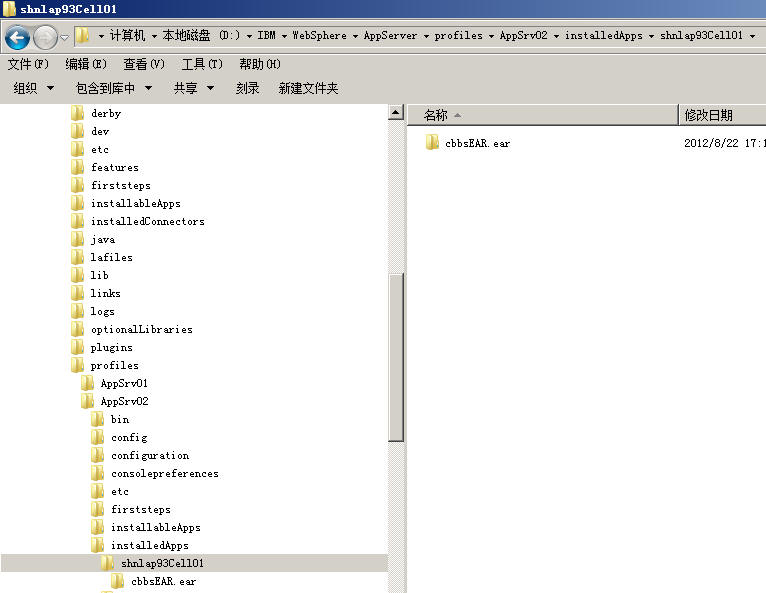 shnlap93Cell01
计算机 本地磁盘 (D:) IBM WebSphere AppServer profiles AppSrv02 installedApps shnlap93Cell01
文件(F) 编辑(E) 查看(V) 工具(T) 帮助(H)
组织 包含到库中 共享 刻录 新建文件夹
derby
dev
etc
features
firststeps
installableApps
installedConnectors
java
lafiles
lib
links
logs
optionalLibraries
plugins
profiles
AppSrv01
AppSrv02
bin
config
configuration
consolepreferences
etc
firststeps
installableApps
installedApps
shnlap93Cell01
cbbsEAR.ear
名称 修改日期
cbbsEAR.ear 2012/8/22 17:1